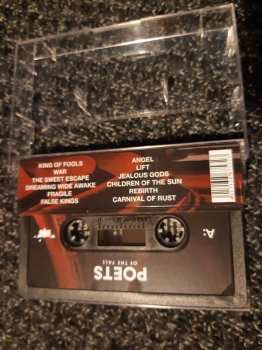 KING OF FOOLS
WAR
THE SWEET ESCAPE
DREAMING WIDE AWAKE
FRAGILE
FALSE KINGS
ANGEL
LIFT
JEALOUS GODS
CHILDREN OF THE SUN
REBIRTH
CARNIVAL OF RUST
A:
POETS
OF THE FALL